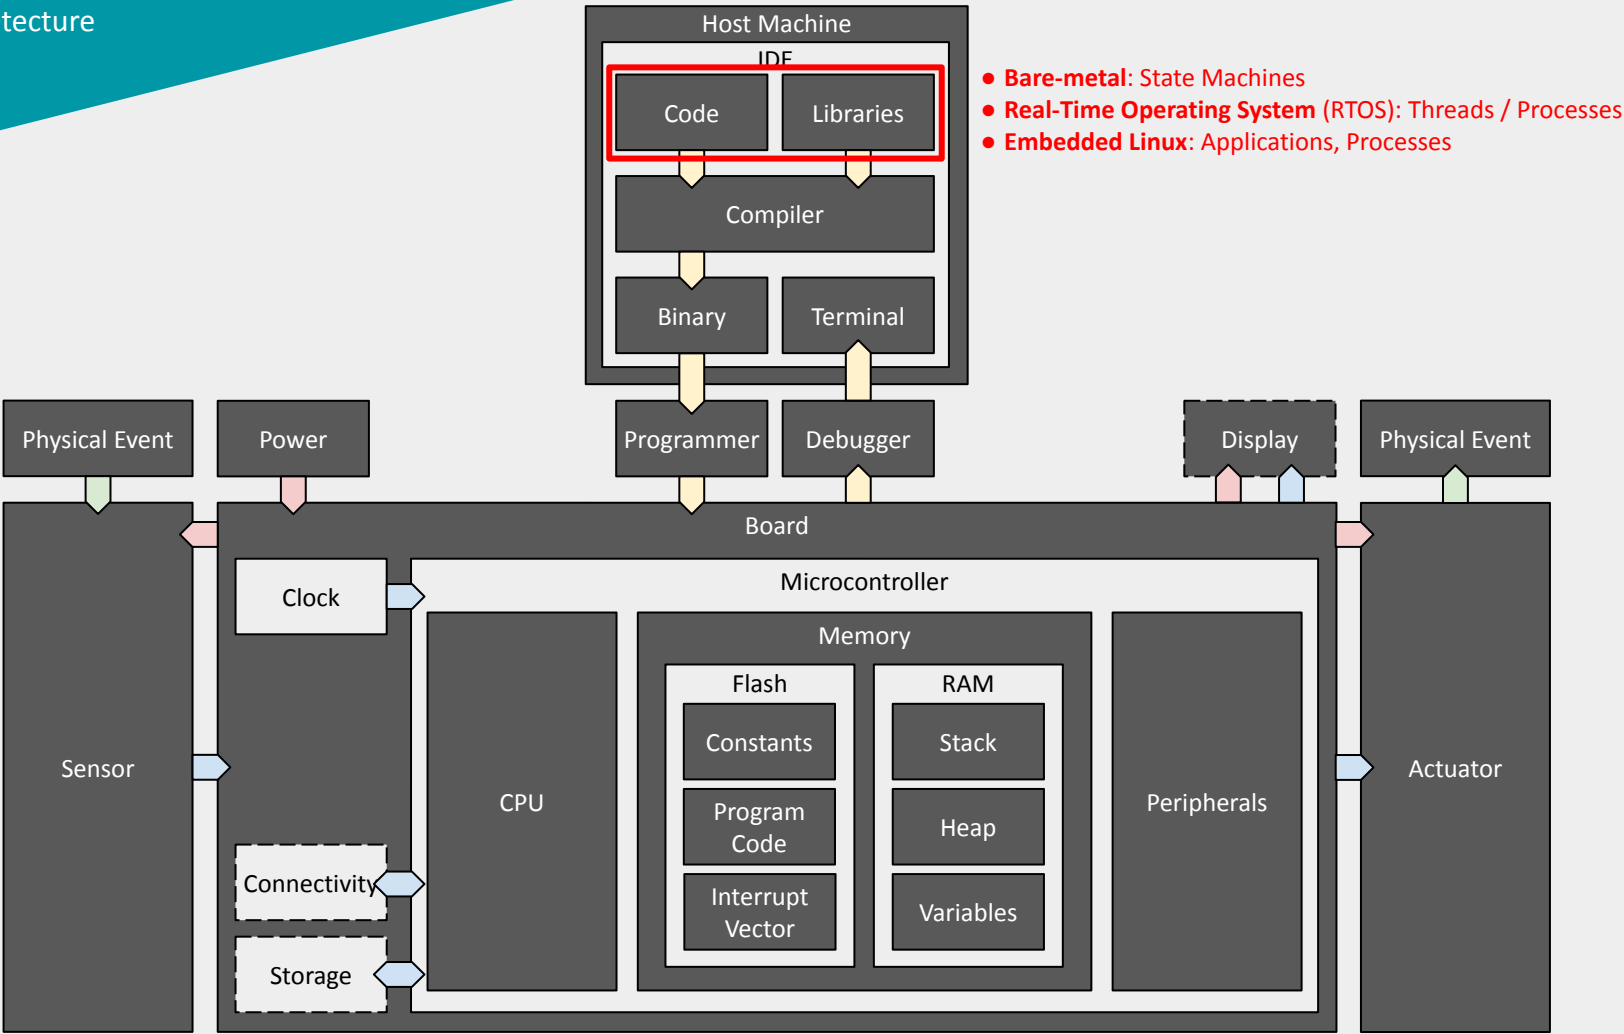 tecture
Host Machine
IDE
Code
Libraries
● Bare-metal: State Machines
● Real-Time Operating System (RTOS): Threads / Processes
● Embedded Linux: Applications, Processes
Compiler
Binary
Terminal
Physical Event
Power
Programmer
Debugger
Display
Physical Event
Board
Clock
Microcontroller
Memory
Flash
RAM
Constants
Stack
Sensor
CPU
Program
Code
Heap
Peripherals
Actuator
Connectivity
Interrupt
Vector
Variables
Storage